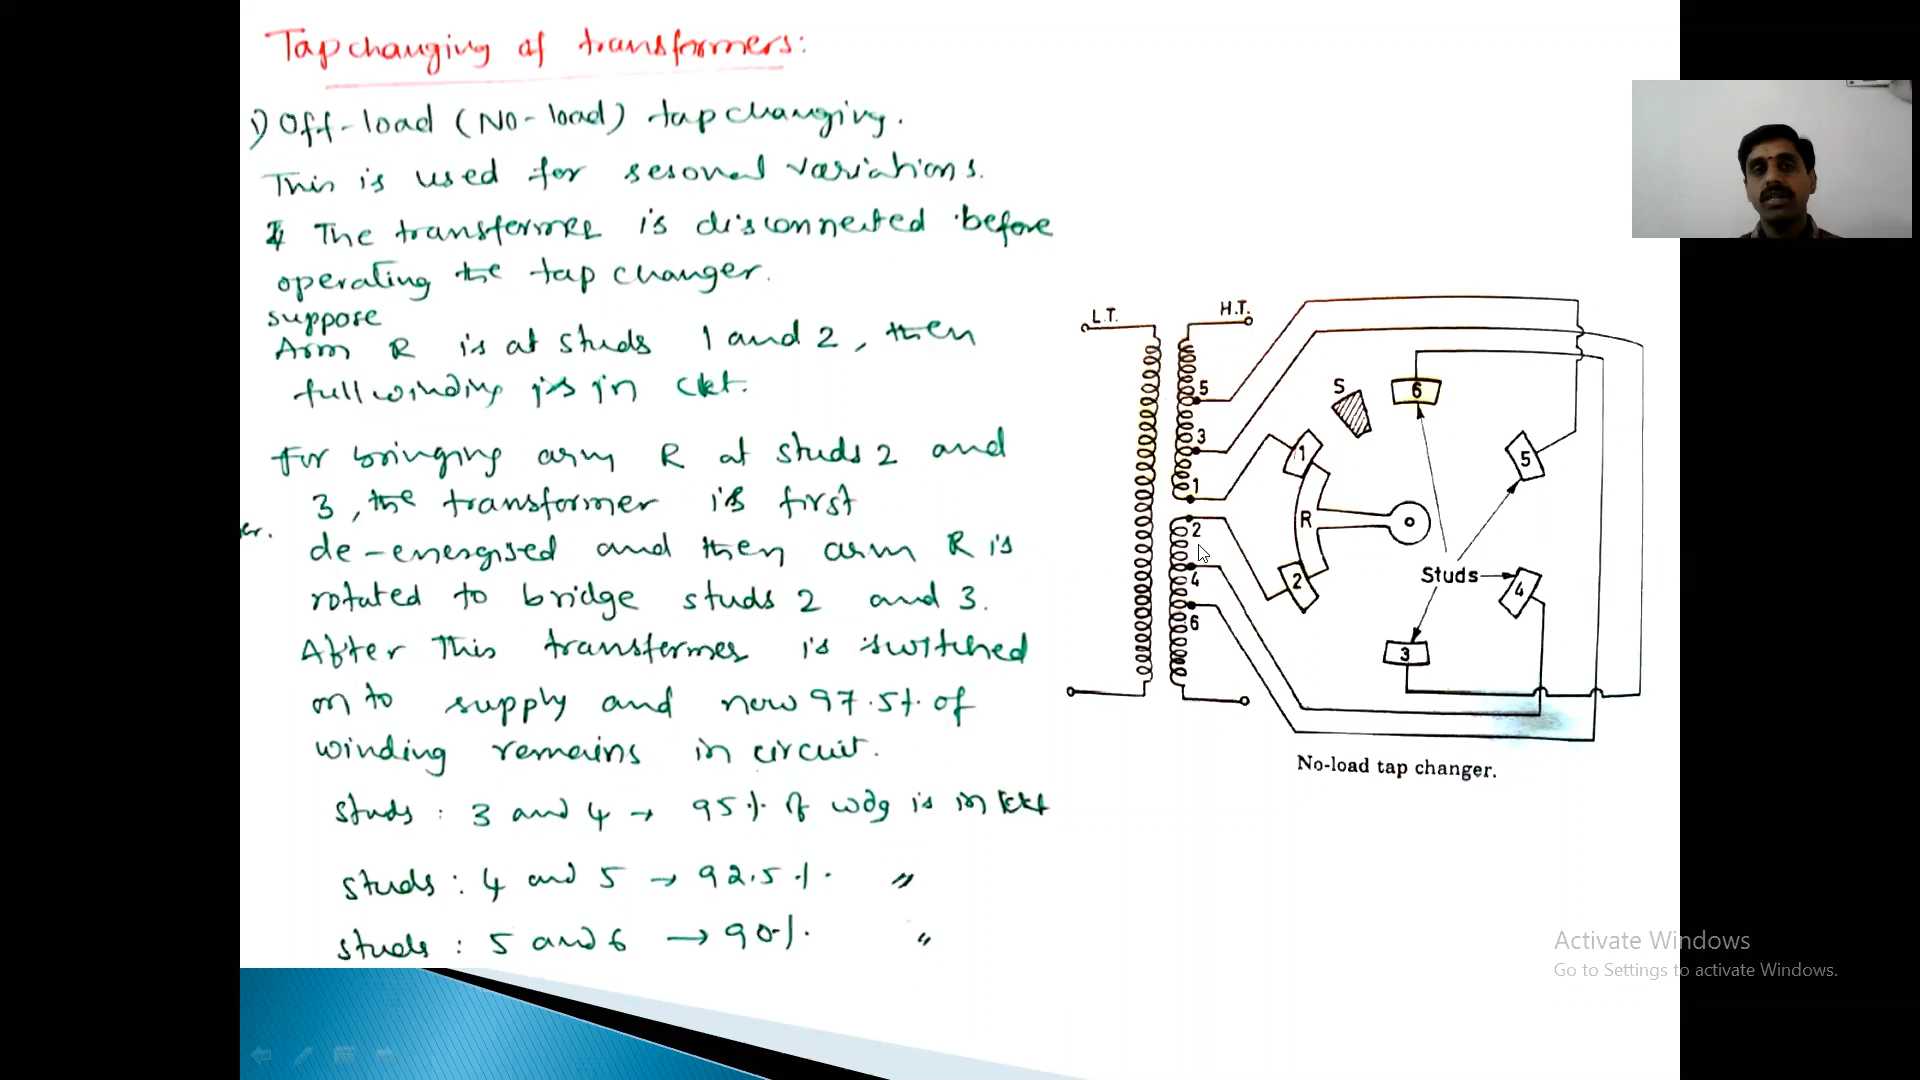 Tap changing of transformers:
1) Off-load (No-load) tap changing.
This is used for sesonal variations.
The transformer is disconnected before
operating the tap changer.
suppose
Arm R is at studs 1 and 2, then
full winding is in ckt.
For bringing arm R at studs 2 and
3, the transformer is first
er.
de-energised and then arm R is
rotated to bridge studs 2 and 3.
After This transformer is switched
on to supply and now 97.5% of
winding remains in circuit.
studs : 3 and 4 → 95% of wdg is in ckt
studs : 4 and 5 → 92.5%. "
studs : 5 and 6 → 90%. "
L.T.
H.T.
5
3
1
2
4
6
S
6
1
5
R
2
Studs
4
3
No-load tap changer.
Activate Windows
Go to Settings to activate Windows.